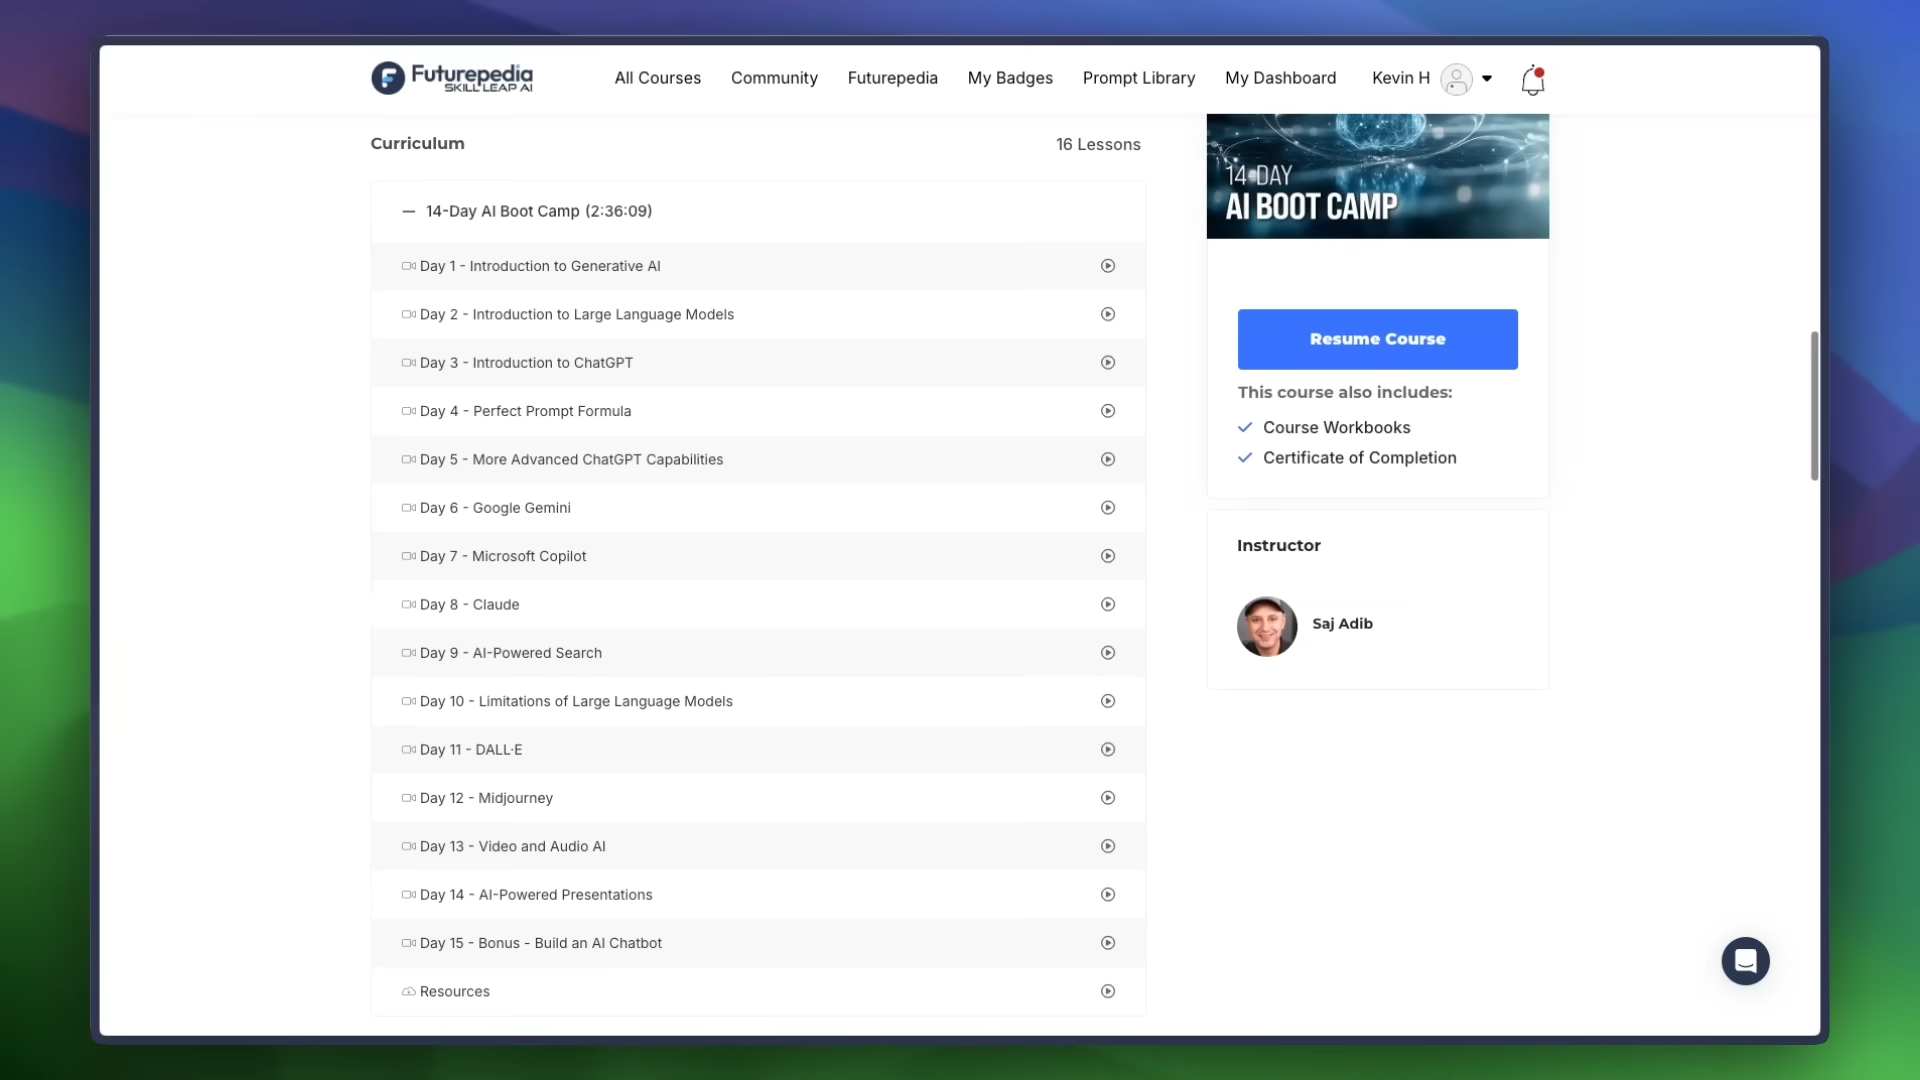 Futurepedia
SKILL LEAP AI
All Courses
Community
Futurepedia
My Badges
Prompt Library
My Dashboard
Kevin H
Curriculum
16 Lessons
14-Day AI Boot Camp (2:36:09)
Day 1 - Introduction to Generative AI
Day 2 - Introduction to Large Language Models
Day 3 - Introduction to ChatGPT
Day 4 - Perfect Prompt Formula
Day 5 - More Advanced ChatGPT Capabilities
Day 6 - Google Gemini
Day 7 - Microsoft Copilot
Day 8 - Claude
Day 9 - AI-Powered Search
Day 10 - Limitations of Large Language Models
Day 11 - DALL·E
Day 12 - Midjourney
Day 13 - Video and Audio AI
Day 14 - AI-Powered Presentations
Day 15 - Bonus - Build an AI Chatbot
Resources
14-DAY
AI BOOT CAMP
Resume Course
This course also includes:
Course Workbooks
Certificate of Completion
Instructor
Saj Adib